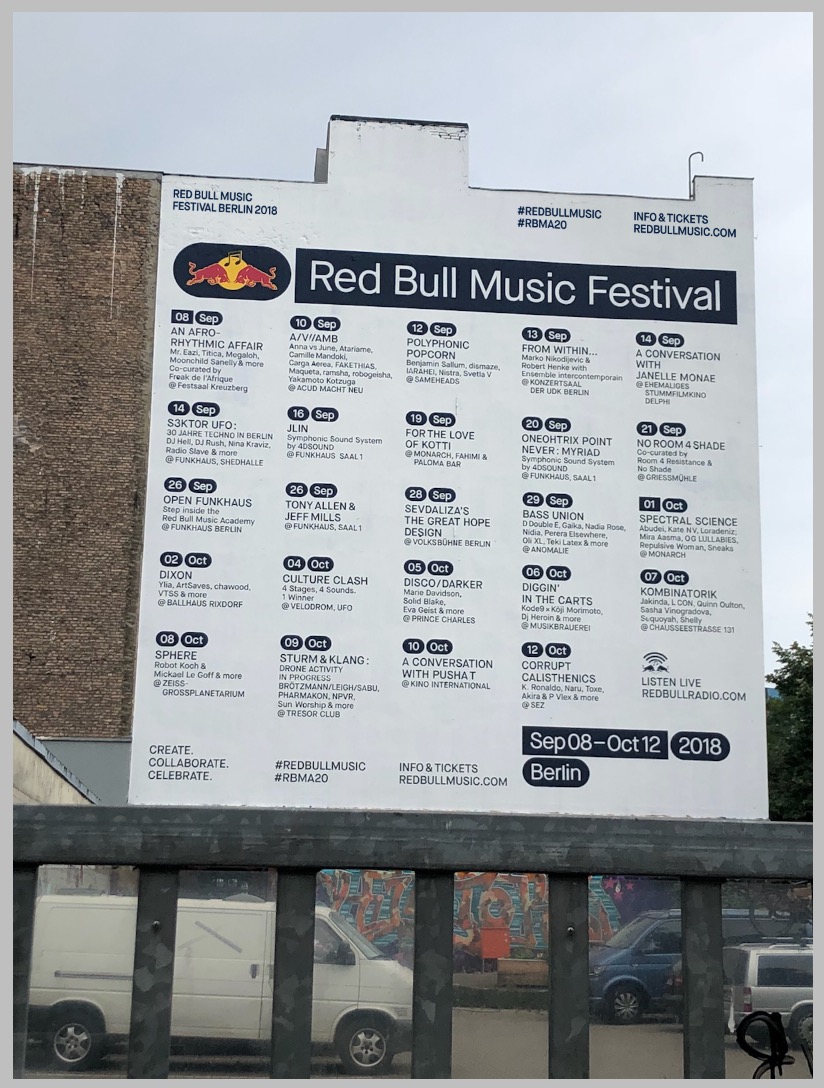 RED BULL MUSIC
FESTIVAL BERLIN 2018
#REDBULLMUSIC
#RBMA20
INFO & TICKETS
REDBULLMUSIC.COM
Red Bull Music Festival
08 Sep
AN AFRO-
RHYTHMIC AFFAIR
Mr. Eazi, Titica, Megaloh,
Moonchild Sanelly & more
Co-curated by
Freak de l'Afrique
@ Festsaal Kreuzberg
10 Sep
A/V//AMB
Anna vs June, Atariame,
Camille Mandoki,
Carga Aerea, FAKETHIAS,
Maqueta, ramsha, robogeisha,
Yakamoto Kotzuga
@ ACUD MACHT NEU
12 Sep
POLYPHONIC
POPCORN
Benjamin Sallum, dismaze,
IARAHEI, Nistra, Svetla V
@ SAMEHEADS
13 Sep
FROM WITHIN...
Marko Nikodijevic &
Robert Henke with
Ensemble intercontemporain
@ KONZERTSAAL
DER UDK BERLIN
14 Sep
A CONVERSATION
WITH
JANELLE MONAE
@ EHEMALIGES
STUMMFILMKINO
DELPHI
14 Sep
S3KTOR UFO:
30 JAHRE TECHNO IN BERLIN
DJ Hell, DJ Rush, Nina Kraviz,
Radio Slave & more
@ FUNKHAUS, SHEDHALLE
16 Sep
JLIN
Symphonic Sound System
by 4DSOUND
@ FUNKHAUS SAAL 1
19 Sep
FOR THE LOVE
OF KOTTI
@ MONARCH, FAHIMI &
PALOMA BAR
20 Sep
ONEOHTRIX POINT
NEVER: MYRIAD
Symphonic Sound System
by 4DSOUND
@ FUNKHAUS, SAAL 1
21 Sep
NO ROOM 4 SHADE
Co-curated by
Room 4 Resistance &
No Shade
@ GRIESSMÜHLE
26 Sep
OPEN FUNKHAUS
Step inside the
Red Bull Music Academy
@ FUNKHAUS BERLIN
26 Sep
TONY ALLEN &
JEFF MILLS
@ FUNKHAUS, SAAL 1
28 Sep
SEVDALIZA'S
THE GREAT HOPE
DESIGN
@ VOLKSBÜHNE BERLIN
29 Sep
BASS UNION
D Double E, Gaika, Nadia Rose,
Nidia, Perera Elsewhere,
Oli XL, Teki Latex & more
@ ANOMALIE
01 Oct
SPECTRAL SCIENCE
Abudei, Kate NV, Loradeniz,
Mira Aasma, OG LULLABIES,
Repulsive Woman, Sneaks
@ MONARCH
02 Oct
DIXON
Ylia, ArtSaves, chawood,
VTSS & more
@ BALLHAUS RIXDORF
04 Oct
CULTURE CLASH
4 Stages, 4 Sounds.
1 Winner
@ VELODROM, UFO
05 Oct
DISCO/DARKER
Marie Davidson,
Solid Blake,
Eva Geist & more
@ PRINCE CHARLES
06 Oct
DIGGIN'
IN THE CARTS
Kode9 × Kōji Morimoto,
Dj Heroin & more
@ MUSIKBRAUEREI
07 Oct
KOMBINATORIK
Jakinda, L CON, Quinn Oulton,
Sasha Vinogradova,
Sequoyah, Shelly
@ CHAUSSEESTRASSE 131
08 Oct
SPHERE
Robot Koch &
Mickael Le Goff & more
@ ZEISS-
GROSSPLANETARIUM
09 Oct
STURM & KLANG:
DRONE ACTIVITY
IN PROGRESS
BRÖTZMANN/LEIGH/SABU,
PHARMAKON, NPVR,
Sun Worship & more
@ TRESOR CLUB
10 Oct
A CONVERSATION
WITH PUSHA T
@ KINO INTERNATIONAL
12 Oct
CORRUPT
CALISTHENICS
K. Ronaldo, Naru, Toxe,
Akira & P Vlex & more
@ SEZ
LISTEN LIVE
REDBULLRADIO.COM
CREATE.
COLLABORATE.
CELEBRATE.
#REDBULLMUSIC
#RBMA20
INFO & TICKETS
REDBULLMUSIC.COM
Sep 08 – Oct 12 2018
Berlin